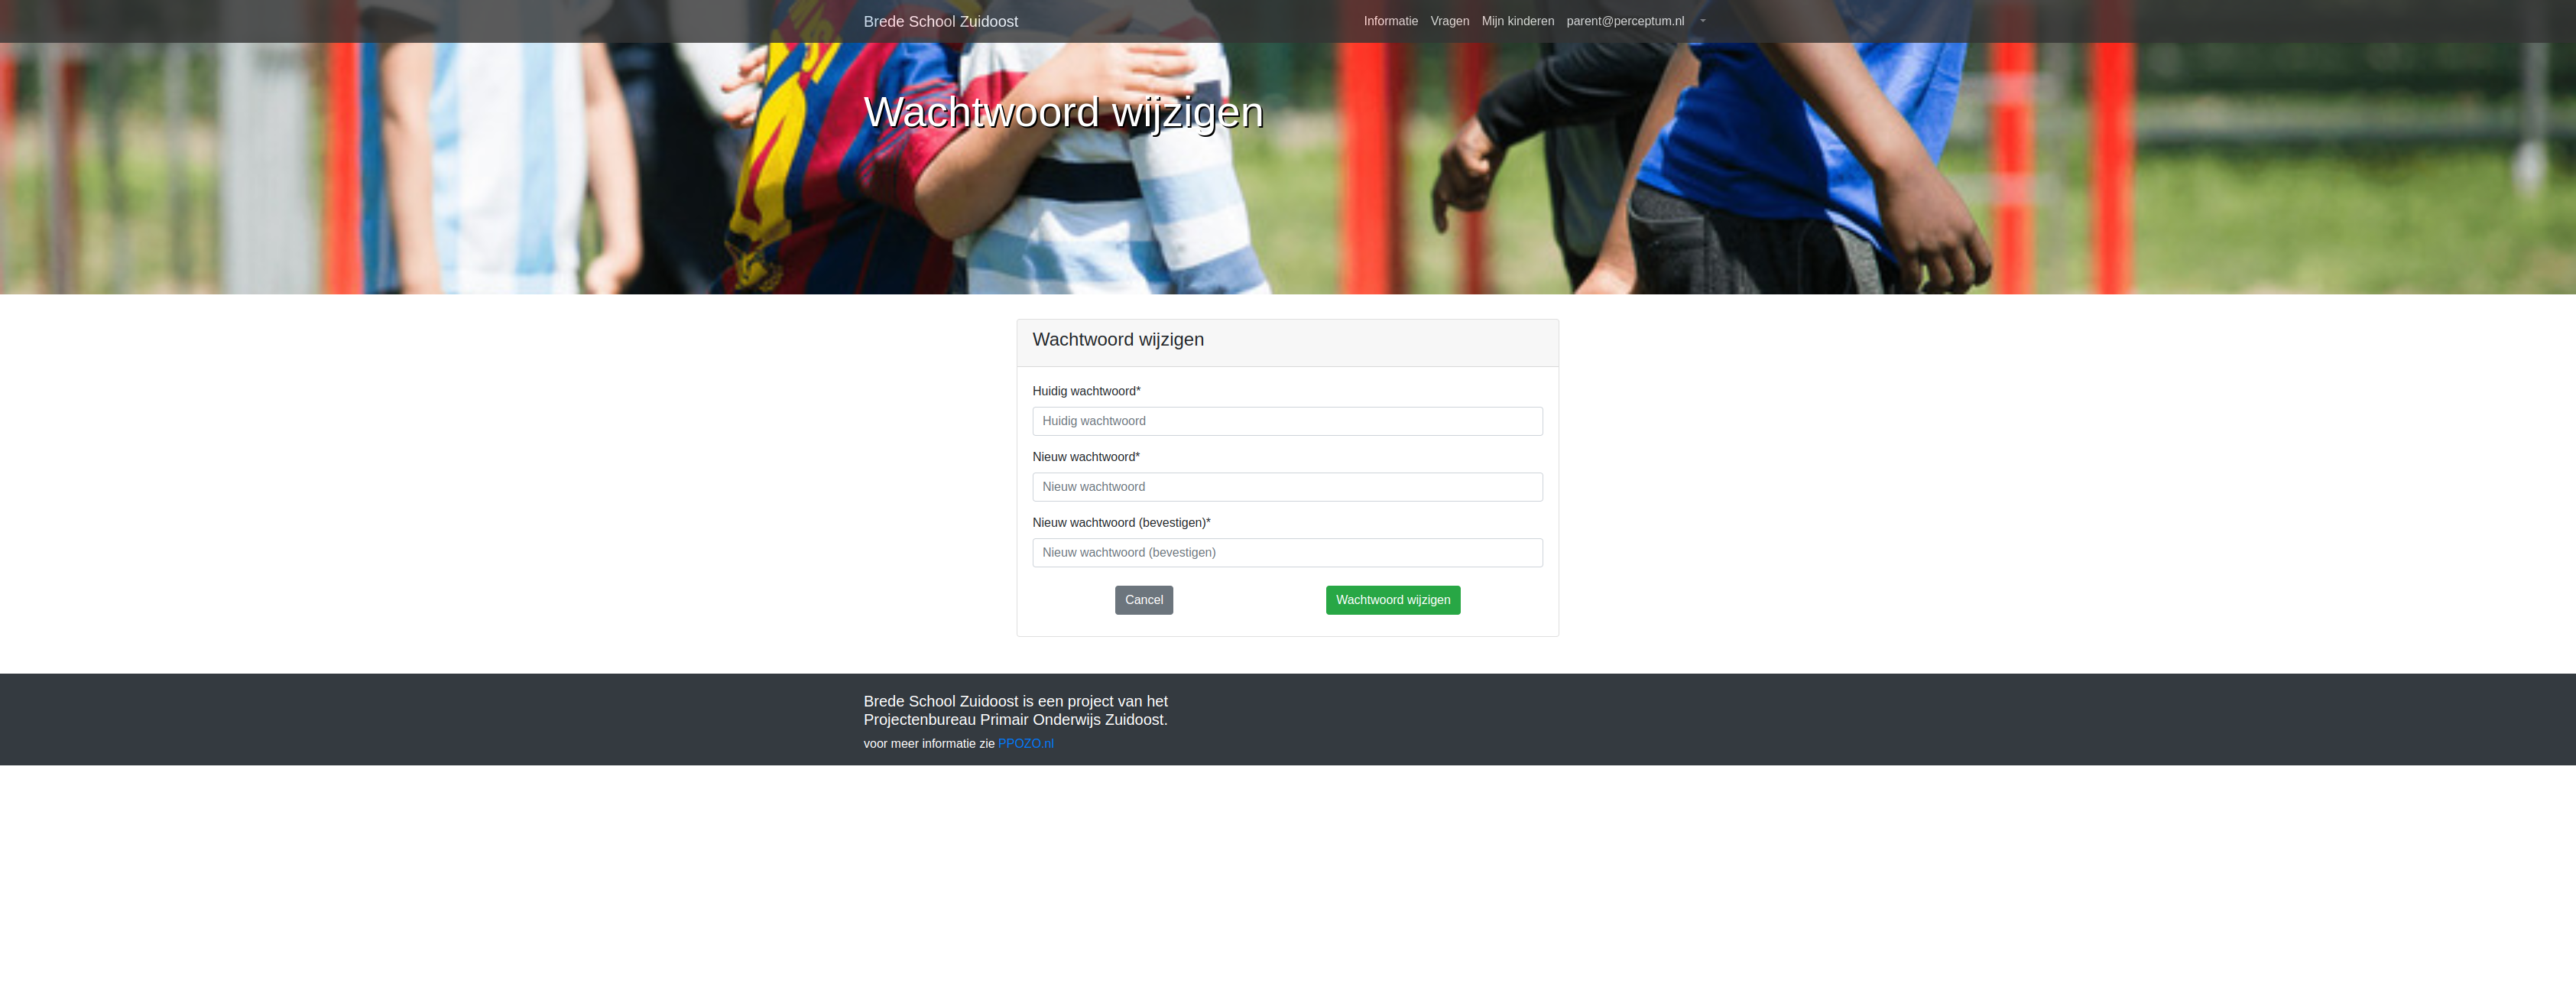 Brede School Zuidoost
Informatie Vragen Mijn kinderen parent@perceptum.nl
Wachtwoord wijzigen
Wachtwoord wijzigen
Huidig wachtwoord*
Huidig wachtwoord
Nieuw wachtwoord*
Nieuw wachtwoord
Nieuw wachtwoord (bevestigen)*
Nieuw wachtwoord (bevestigen)
Cancel Wachtwoord wijzigen
Brede School Zuidoost is een project van het
Projectenbureau Primair Onderwijs Zuidoost.
voor meer informatie zie PPOZO.nl